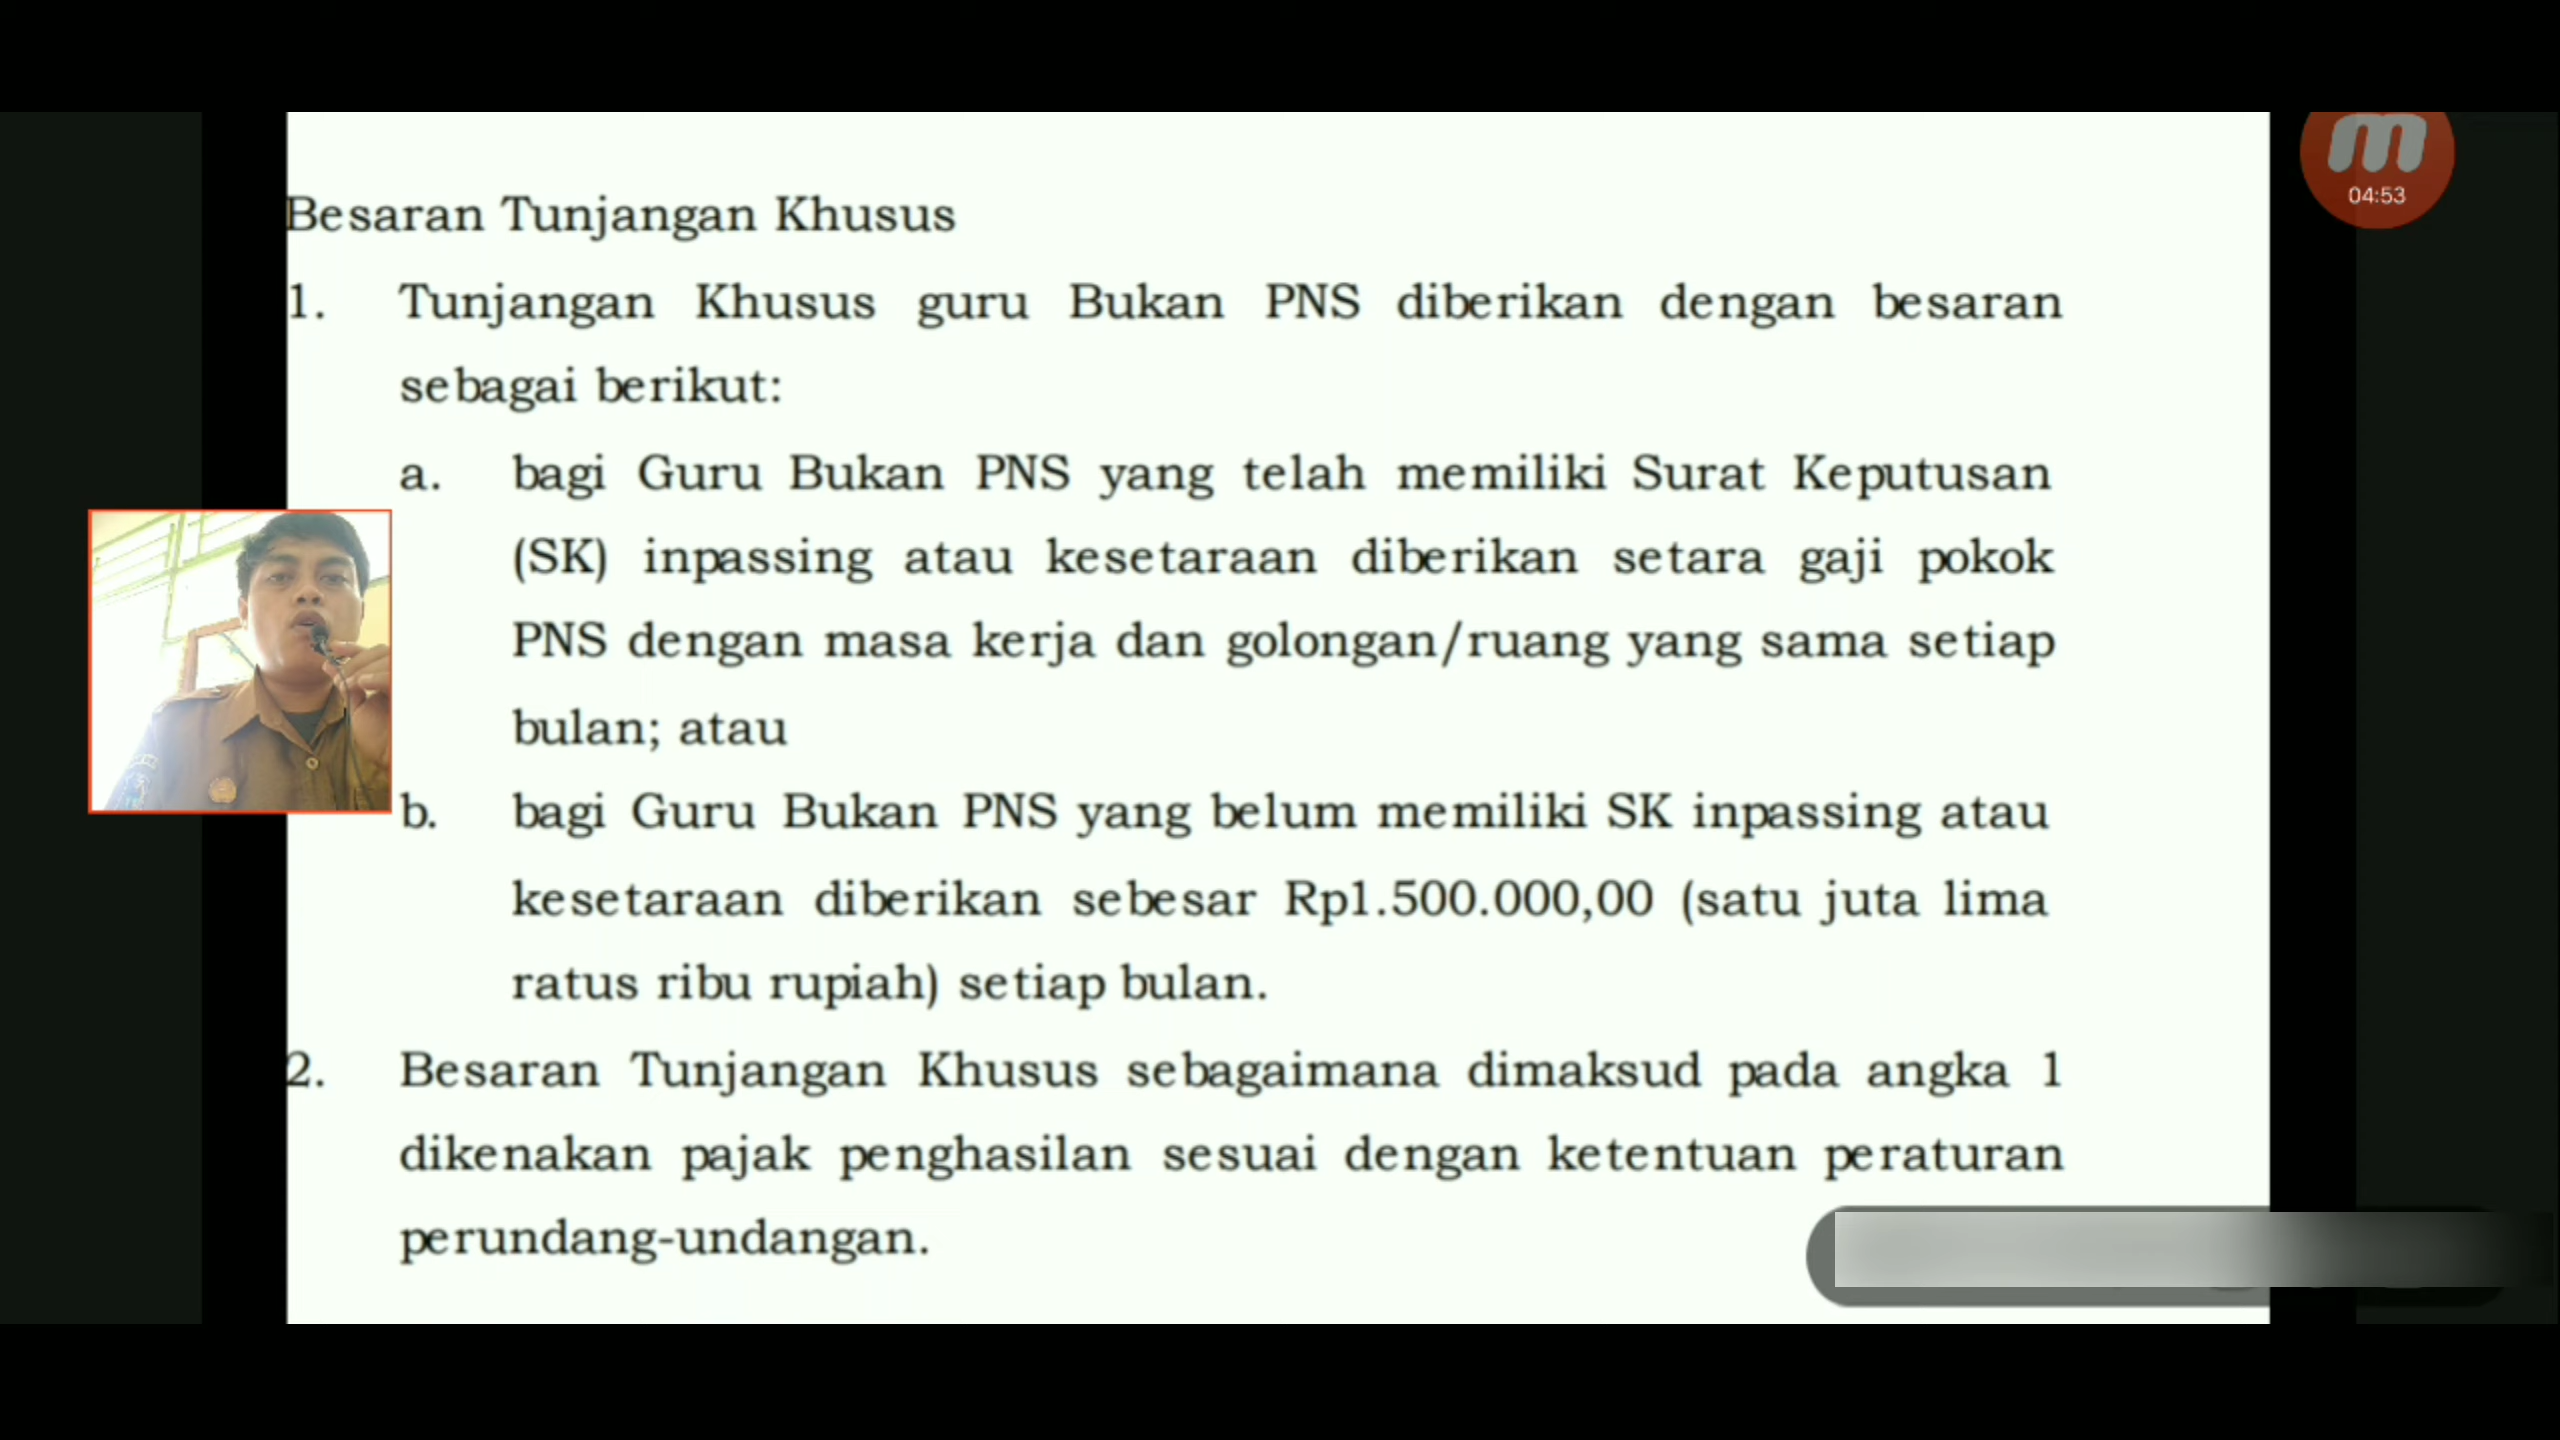 04:53
Besaran Tunjangan Khusus
1. Tunjangan Khusus guru Bukan PNS diberikan dengan besaran
sebagai berikut:
a. bagi Guru Bukan PNS yang telah memiliki Surat Keputusan
(SK) inpassing atau kesetaraan diberikan setara gaji pokok
PNS dengan masa kerja dan golongan/ruang yang sama setiap
bulan; atau
b. bagi Guru Bukan PNS yang belum memiliki SK inpassing atau
kesetaraan diberikan sebesar Rp1.500.000,00 (satu juta lima
ratus ribu rupiah) setiap bulan.
2. Besaran Tunjangan Khusus sebagaimana dimaksud pada angka 1
dikenakan pajak penghasilan sesuai dengan ketentuan peraturan
perundang-undangan.